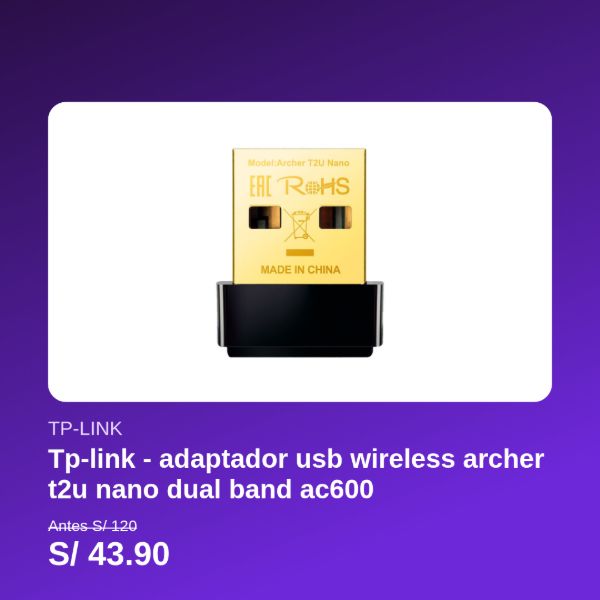 Model:Archer T2U Nano
EAC RoHS
MADE IN CHINA
TP-LINK
Tp-link - adaptador usb wireless archer
t2u nano dual band ac600
Antes S/ 120
S/ 43.90